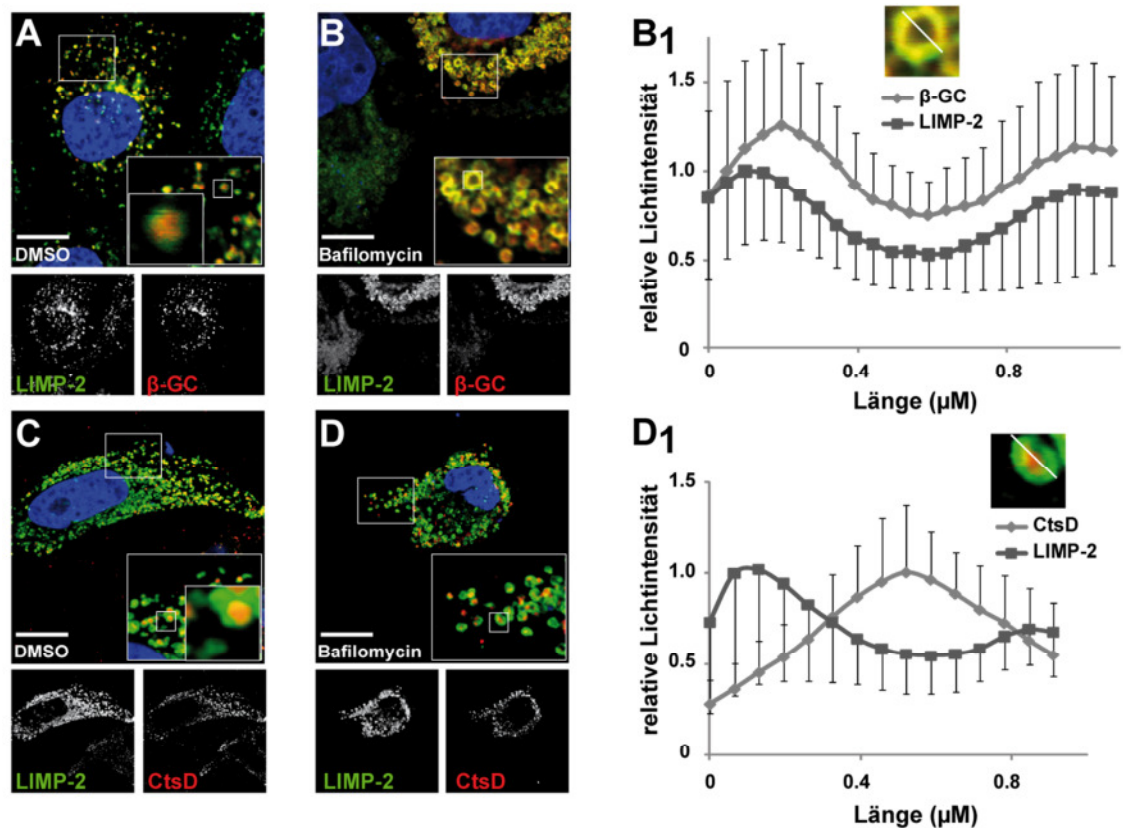 A
DMSO
LIMP-2
β-GC
B
Bafilomycin
LIMP-2
β-GC
B1
relative Lichtintensität
1.5
1.0
0.5
0
β-GC
LIMP-2
0
0.4
0.8
Länge (µM)
C
DMSO
LIMP-2
CtsD
D
Bafilomycin
LIMP-2
CtsD
D1
relative Lichtintensität
1.5
1.0
0.5
0
CtsD
LIMP-2
0
0.4
0.8
Länge (µM)